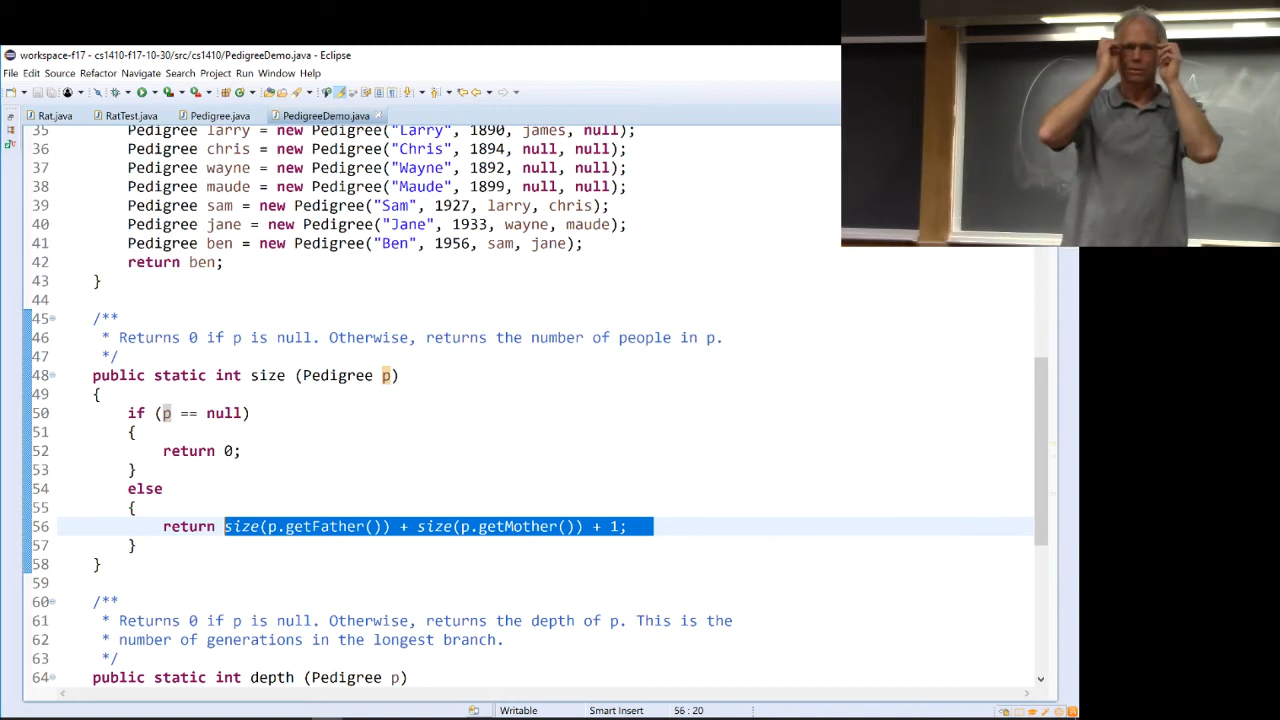 workspace-f17 - cs1410-f17-10-30/src/cs1410/PedigreeDemo.java - Eclipse
File Edit Source Refactor Navigate Search Project Run Window Help
Rat.java RatTest.java Pedigree.java PedigreeDemo.java
35 Pedigree larry = new Pedigree("Larry", 1890, james, null);
36 Pedigree chris = new Pedigree("Chris", 1894, null, null);
37 Pedigree wayne = new Pedigree("Wayne", 1892, null, null);
38 Pedigree maude = new Pedigree("Maude", 1899, null, null);
39 Pedigree sam = new Pedigree("Sam", 1927, larry, chris);
40 Pedigree jane = new Pedigree("Jane", 1933, wayne, maude);
41 Pedigree ben = new Pedigree("Ben", 1956, sam, jane);
42 return ben;
43 }
44
45 /**
46 * Returns 0 if p is null. Otherwise, returns the number of people in p.
47 */
48 public static int size (Pedigree p)
49 {
50 if (p == null)
51 {
52 return 0;
53 }
54 else
55 {
56 return size(p.getFather()) + size(p.getMother()) + 1;
57 }
58 }
59
60 /**
61 * Returns 0 if p is null. Otherwise, returns the depth of p. This is the
62 * number of generations in the longest branch.
63 */
64 public static int depth (Pedigree p)
Writable Smart Insert 56 : 20